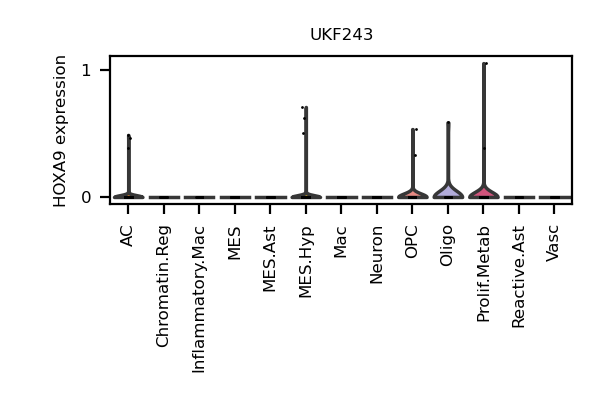 UKF243
HOXA9 expression
1
0
AC
Chromatin.Reg
Inflammatory.Mac
MES
MES.Ast
MES.Hyp
Mac
Neuron
OPC
Oligo
Prolif.Metab
Reactive.Ast
Vasc